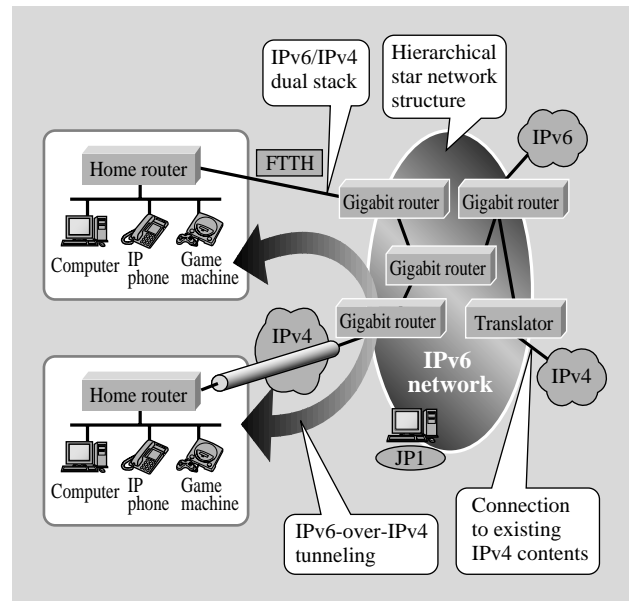 IPv6/IPv4
dual stack
Hierarchical
star network
structure
IPv6
Home router
FTTH
Gigabit router
Gigabit router
Computer
IP
phone
Game
machine
Gigabit router
Gigabit router
Translator
IPv4
IPv6
network
IPv4
Home router
JP1
Computer
IP
phone
Game
machine
IPv6-over-IPv4
tunneling
Connection
to existing
IPv4 contents